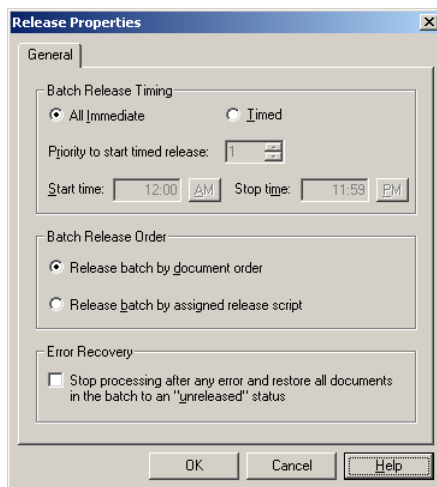 Release Properties
General
Batch Release Timing
All Immediate Timed
Priority to start timed release: 1
Start time: 12:00 AM Stop time: 11:59 PM
Batch Release Order
Release batch by document order
Release batch by assigned release script
Error Recovery
Stop processing after any error and restore all documents
in the batch to an "unreleased" status
OK Cancel Help